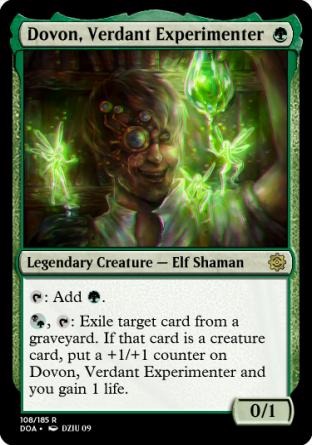 Dovon, Verdant Experimenter
Legendary Creature — Elf Shaman
: Add .
, : Exile target card from a
graveyard. If that card is a creature
card, put a +1/+1 counter on
Dovon, Verdant Experimenter and
you gain 1 life.
0/1
108/185 R
DOA • DZIU 09